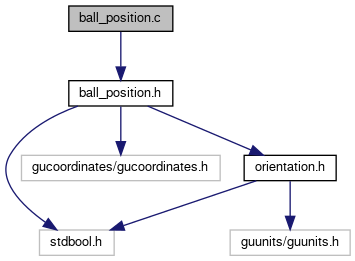 ball_position.c
ball_position.h
gucoordinates/gucoordinates.h
orientation.h
stdbool.h
guunits/guunits.h